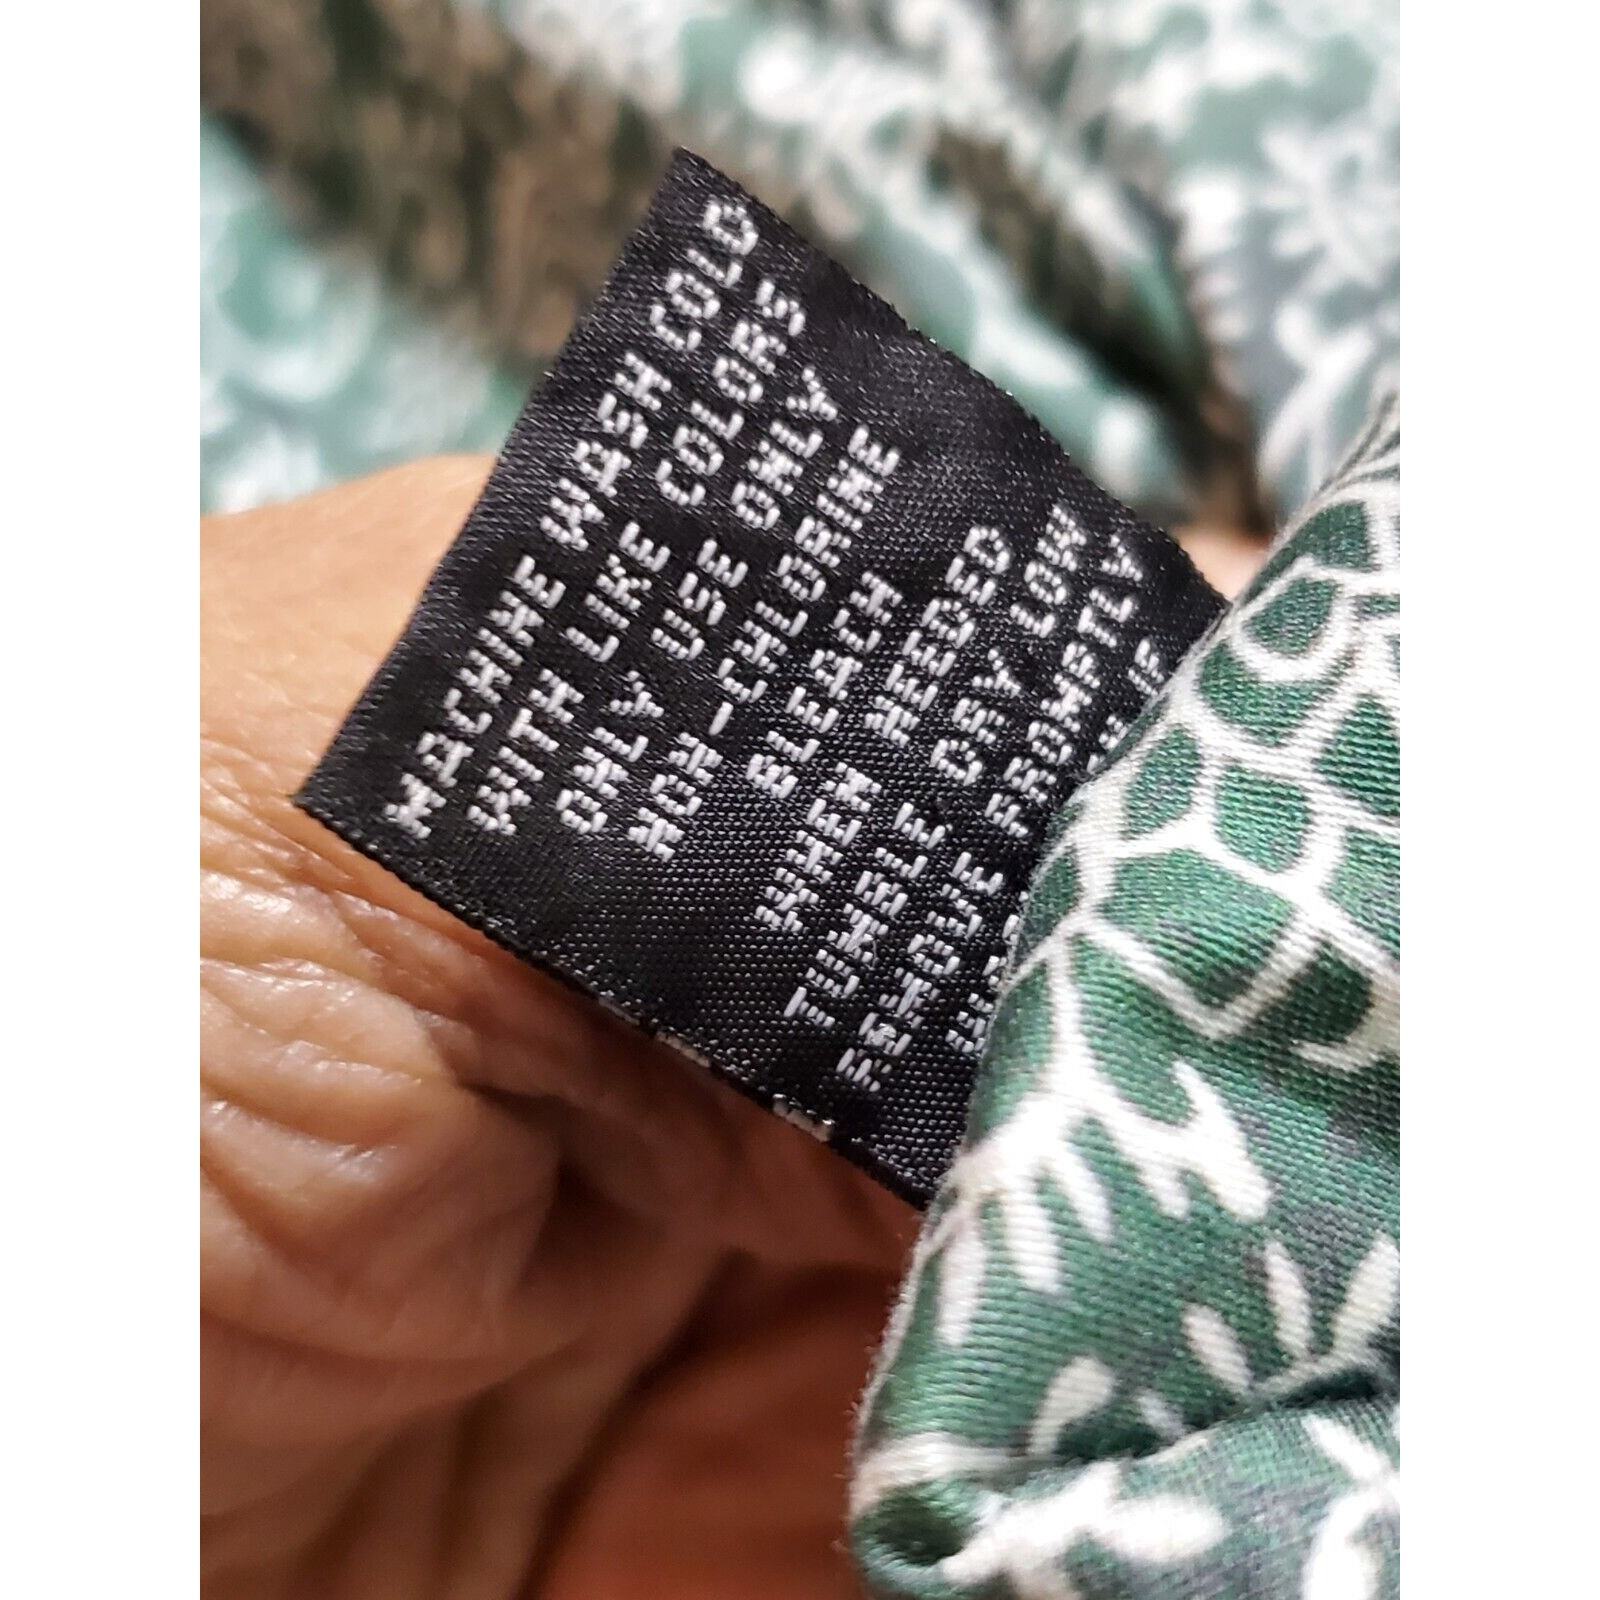 MACHINE WASH COLD
WITH LIKE COLORS
ONLY USE ONLY
NON-CHLORINE
BLEACH
WHEN NEEDED
TUMBLE DRY LOW
REMOVE PROMPTLY